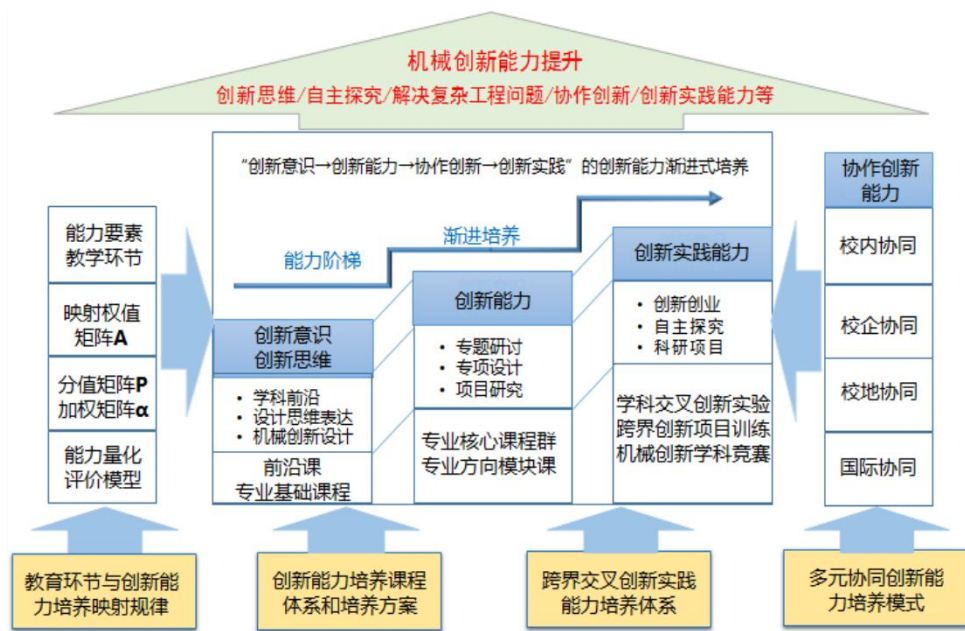 机械创新能力提升
创新思维/自主探究/解决复杂工程问题/协作创新/创新实践能力等
“创新意识→创新能力→协作创新→创新实践”的创新能力渐进式培养
能力阶梯
渐进培养
能力要素
教学环节
映射权值
矩阵A
分值矩阵P
加权矩阵α
能力量化
评价模型
创新意识
创新思维
• 学科前沿
• 设计思维表达
• 机械创新设计
前沿课
专业基础课程
创新能力
• 专题研讨
• 专项设计
• 项目研究
专业核心课程群
专业方向模块课
创新实践能力
• 创新创业
• 自主探究
• 科研项目
学科交叉创新实验
跨界创新项目训练
机械创新学科竞赛
协作创新
能力
校内协同
校企协同
校地协同
国际协同
教育环节与创新能
力培养映射规律
创新能力培养课程
体系和培养方案
跨界交叉创新实践
能力培养体系
多元协同创新能
力培养模式